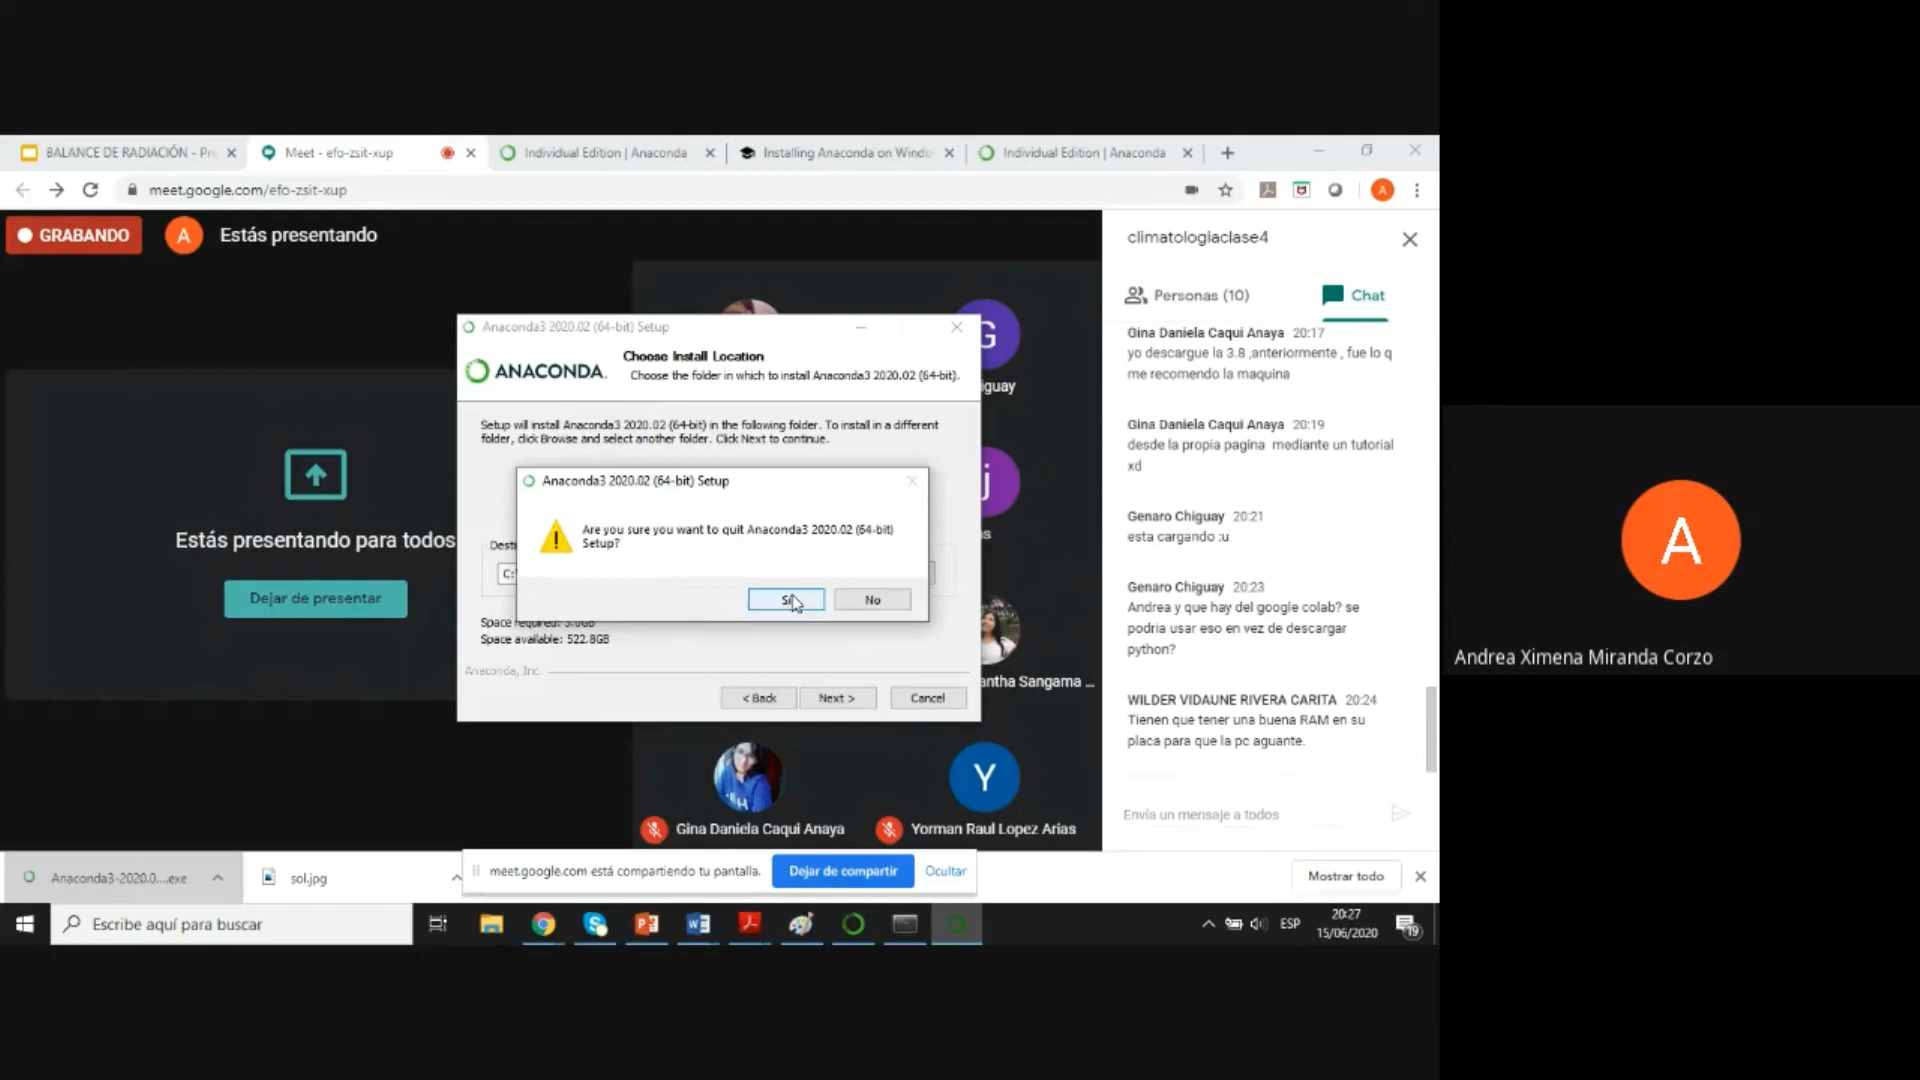 BALANCE DE RADIACIÓN - Pre
Meet - efo-zsit-xup
Individual Edition | Anaconda
Installing Anaconda on Windo
Individual Edition | Anaconda
meet.google.com/efo-zsit-xup
A
GRABANDO
A
Estás presentando
Estás presentando para todos
Dejar de presentar
Anaconda3 2020.02 (64-bit) Setup
ANACONDA.
Choose Install Location
Choose the folder in which to install Anaconda3 2020.02 (64-bit).
Setup will install Anaconda3 2020.02 (64-bit) in the following folder. To install in a different
folder, click Browse and select another folder. Click Next to continue.
Anaconda3 2020.02 (64-bit) Setup
Are you sure you want to quit Anaconda3 2020.02 (64-bit)
Setup?
Sí
No
Desti
C:
Space required: 3.0GB
Space available: 522.8GB
Anaconda, Inc.
< Back
Next >
Cancel
G
iguay
j
s
antha Sangama ...
Gina Daniela Caqui Anaya
Y
Yorman Raul Lopez Arias
climatologiaclase4
Personas (10)
Chat
Gina Daniela Caqui Anaya 20:17
yo descargue la 3.8 ,anteriormente , fue lo q
me recomendo la maquina
Gina Daniela Caqui Anaya 20:19
desde la propia pagina mediante un tutorial
xd
Genaro Chiguay 20:21
esta cargando :u
Genaro Chiguay 20:23
Andrea y que hay del google colab? se
podria usar eso en vez de descargar
python?
WILDER VIDAUNE RIVERA CARITA 20:24
Tienen que tener una buena RAM en su
placa para que la pc aguante.
Envía un mensaje a todos
A
Andrea Ximena Miranda Corzo
Anaconda3-2020.0....exe
sol.jpg
meet.google.com está compartiendo tu pantalla.
Dejar de compartir
Ocultar
Mostrar todo
Escribe aquí para buscar
ESP
20:27
15/06/2020
19